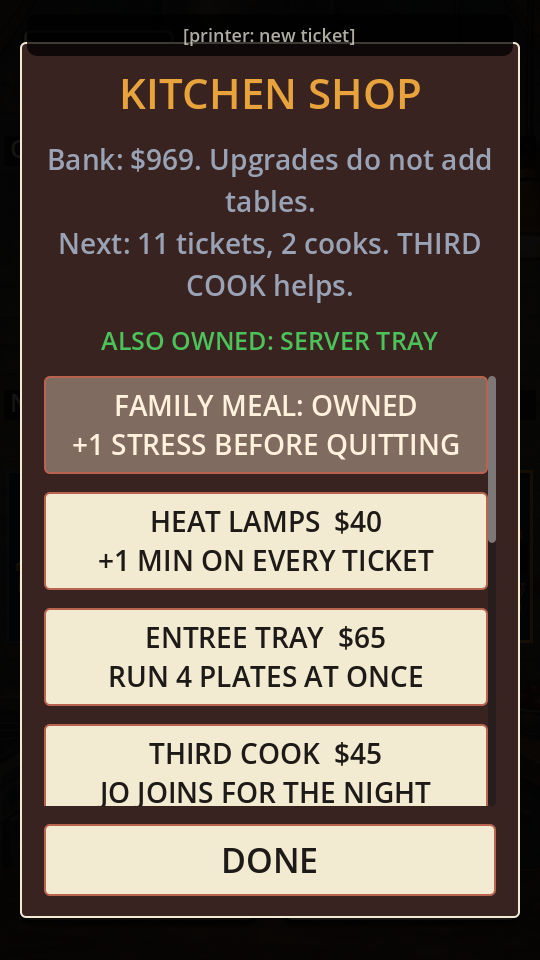 [printer: new ticket]
KITCHEN SHOP
Bank: $969. Upgrades do not add
tables.
Next: 11 tickets, 2 cooks. THIRD
COOK helps.
ALSO OWNED: SERVER TRAY
FAMILY MEAL: OWNED
+1 STRESS BEFORE QUITTING
HEAT LAMPS $40
+1 MIN ON EVERY TICKET
ENTREE TRAY $65
RUN 4 PLATES AT ONCE
THIRD COOK $45
JO JOINS FOR THE NIGHT
DONE